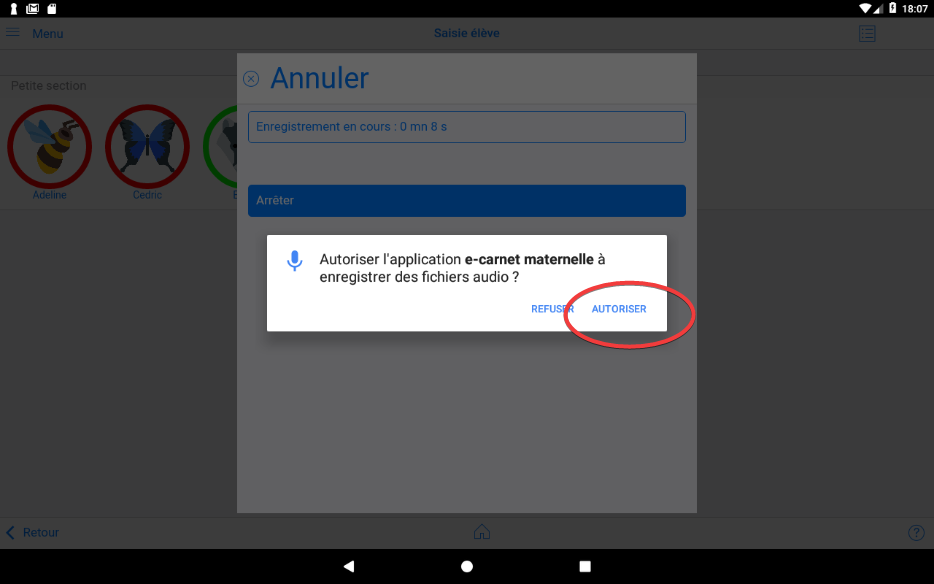 18:07
Menu
Saisie élève
Annuler
Petite section
Enregistrement en cours : 0 mn 8 s
Adeline
Cedric
Arrêter
Autoriser l'application e-carnet maternelle à
enregistrer des fichiers audio ?
REFUSER
AUTORISER
Retour